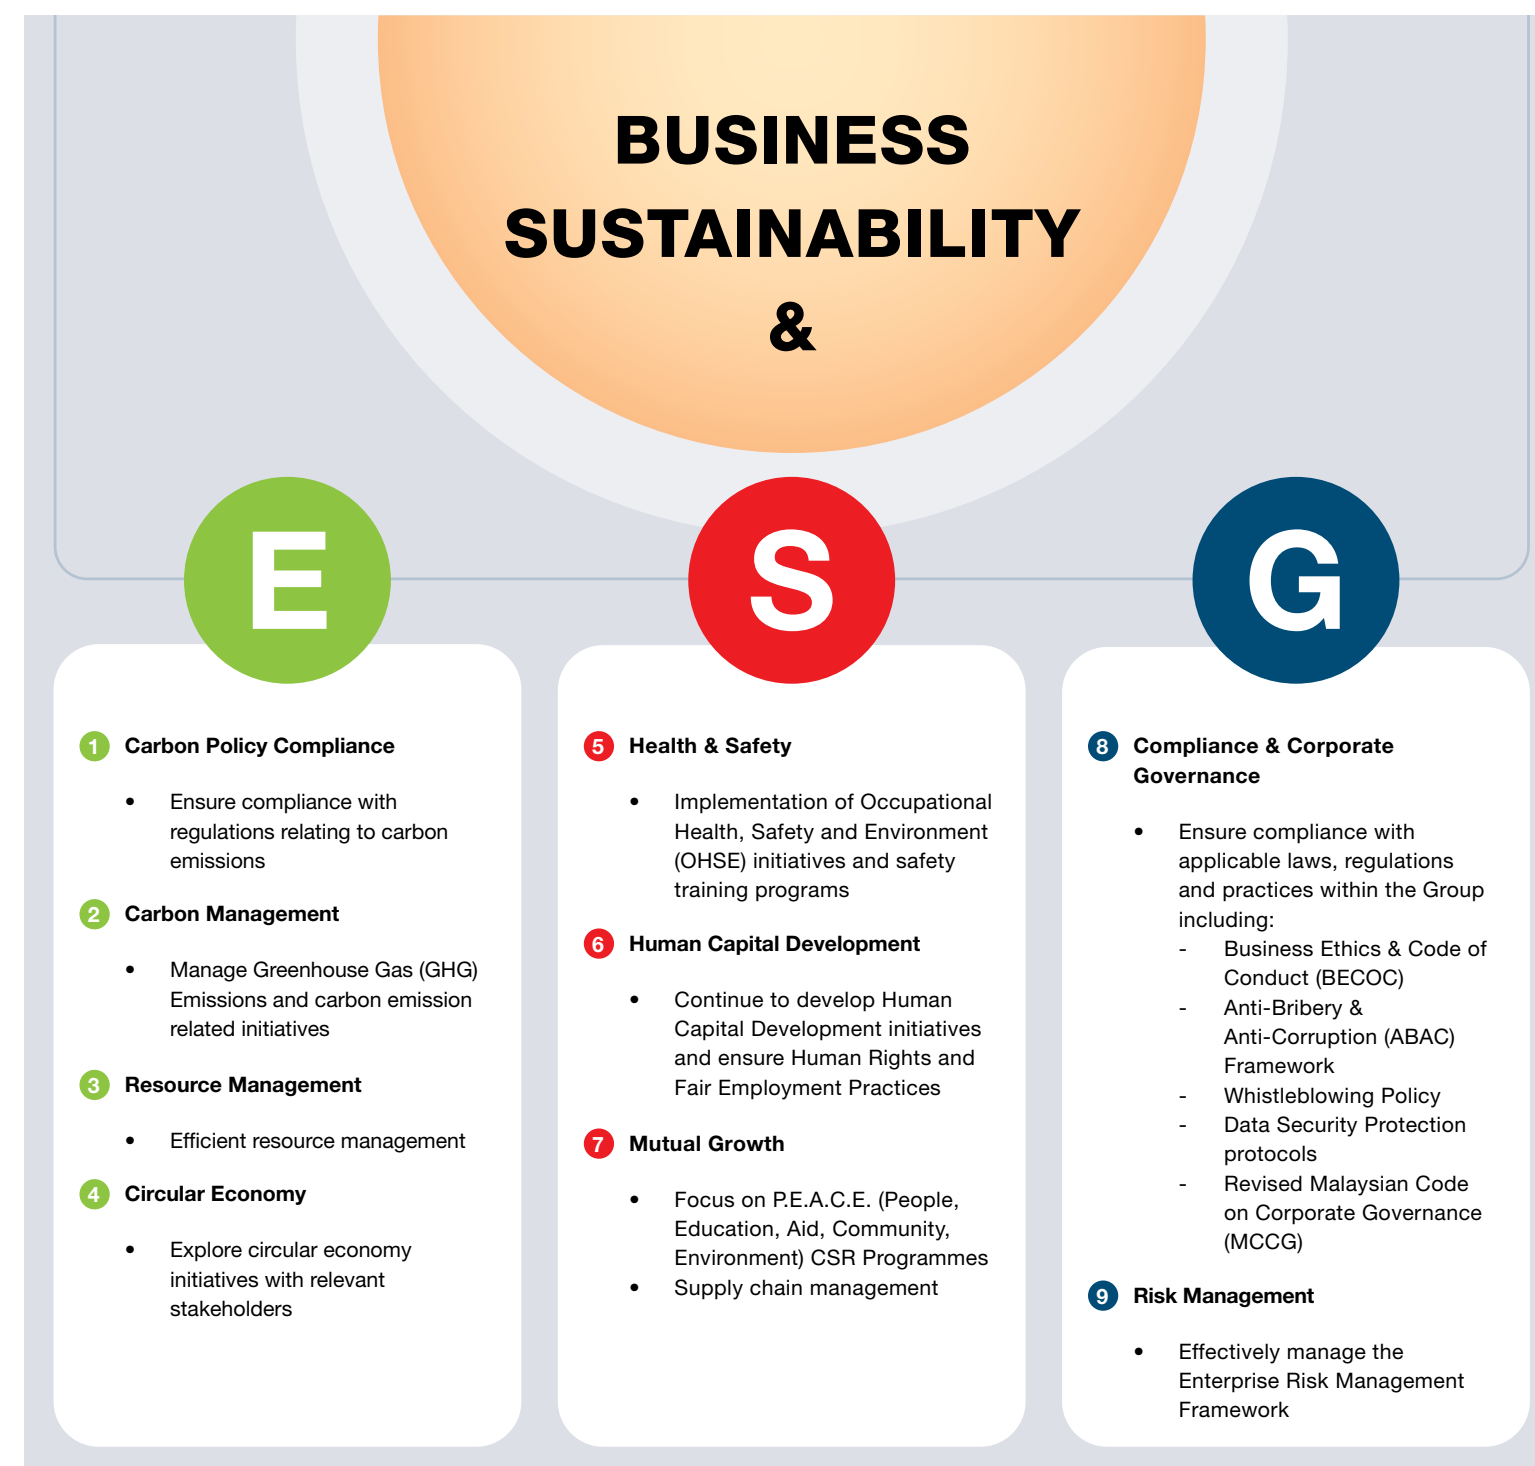 BUSINESS
SUSTAINABILITY
&
E
1 Carbon Policy Compliance
• Ensure compliance with
regulations relating to carbon
emissions
2 Carbon Management
• Manage Greenhouse Gas (GHG)
Emissions and carbon emission
related initiatives
3 Resource Management
• Efficient resource management
4 Circular Economy
• Explore circular economy
initiatives with relevant
stakeholders
S
5 Health & Safety
• Implementation of Occupational
Health, Safety and Environment
(OHSE) initiatives and safety
training programs
6 Human Capital Development
• Continue to develop Human
Capital Development initiatives
and ensure Human Rights and
Fair Employment Practices
7 Mutual Growth
• Focus on P.E.A.C.E. (People,
Education, Aid, Community,
Environment) CSR Programmes
• Supply chain management
G
8 Compliance & Corporate
Governance
• Ensure compliance with
applicable laws, regulations
and practices within the Group
including:
- Business Ethics & Code of
Conduct (BECOC)
- Anti-Bribery &
Anti-Corruption (ABAC)
Framework
- Whistleblowing Policy
- Data Security Protection
protocols
- Revised Malaysian Code
on Corporate Governance
(MCCG)
9 Risk Management
• Effectively manage the
Enterprise Risk Management
Framework